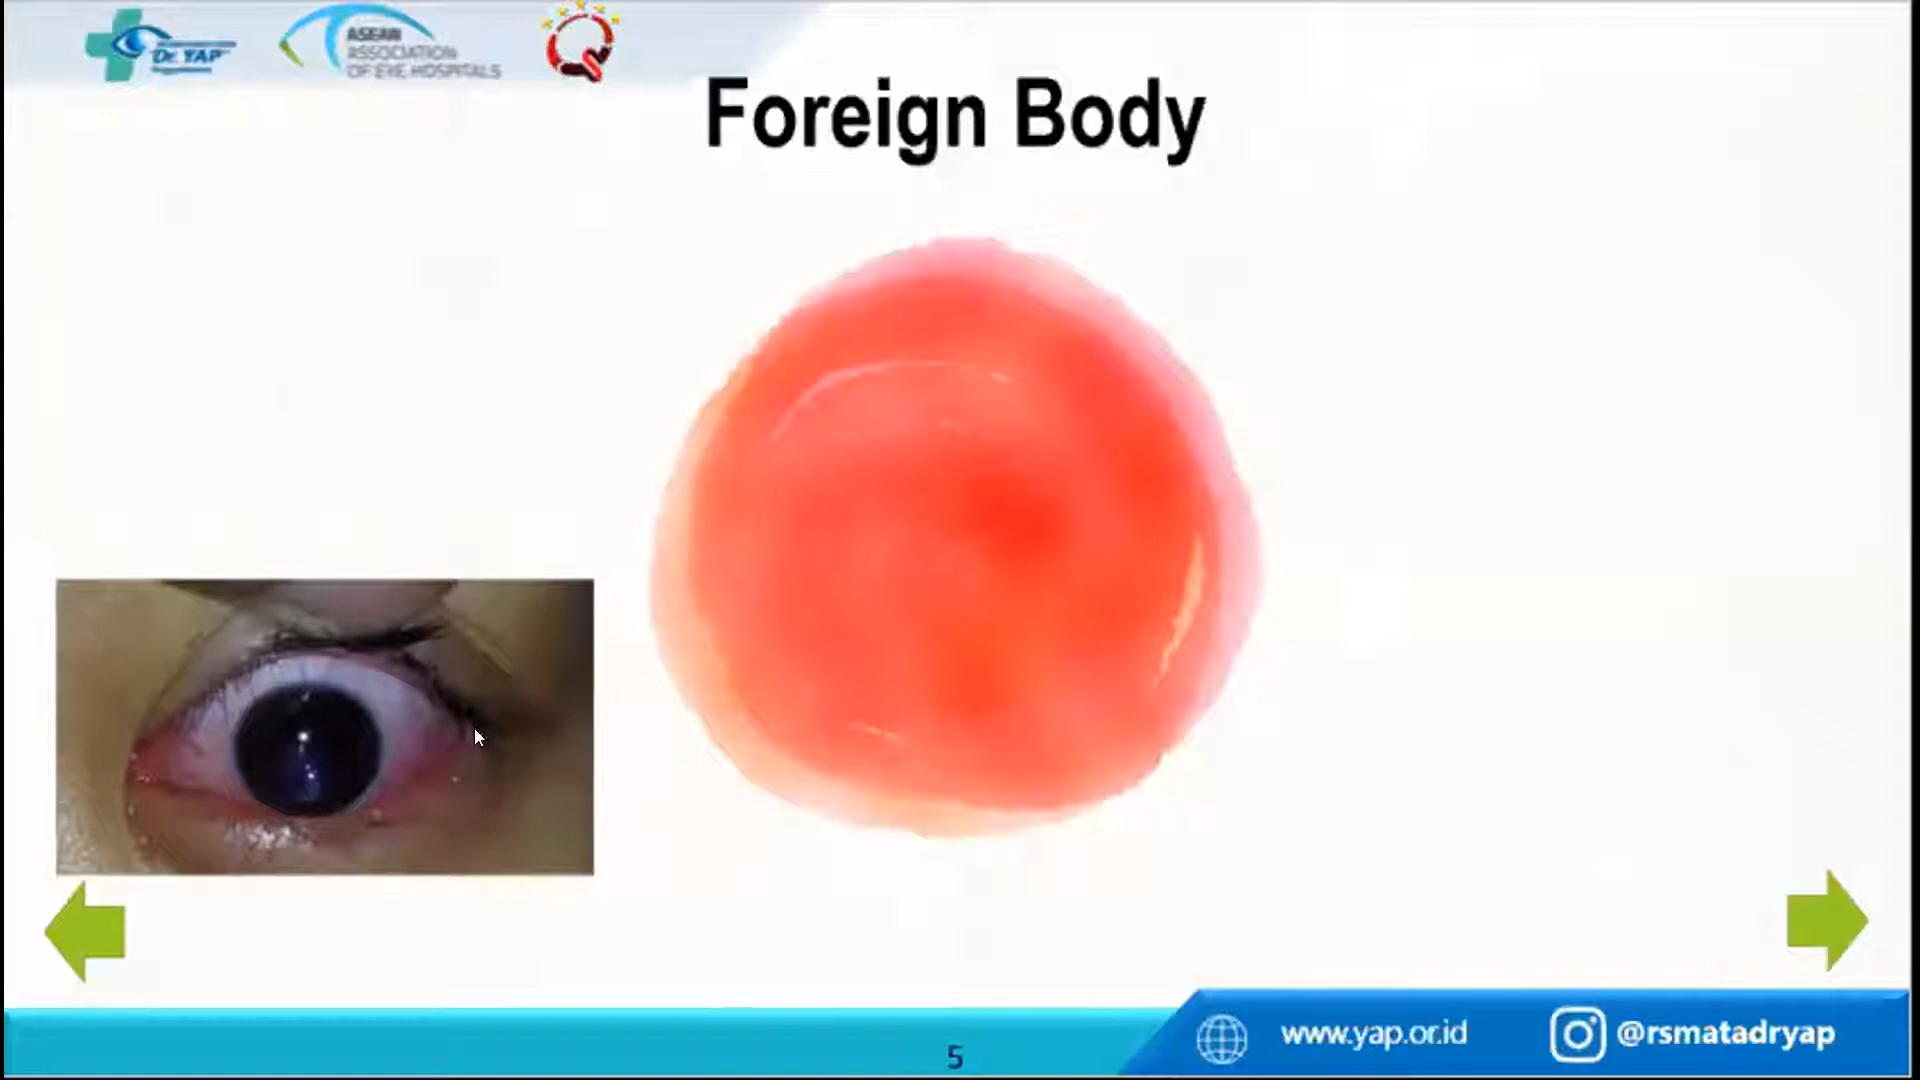 Dr. YAP
ASEAN
ASSOCIATION
OF EYE HOSPITALS
Foreign Body
5
www.yap.or.id
@rsmatadryap